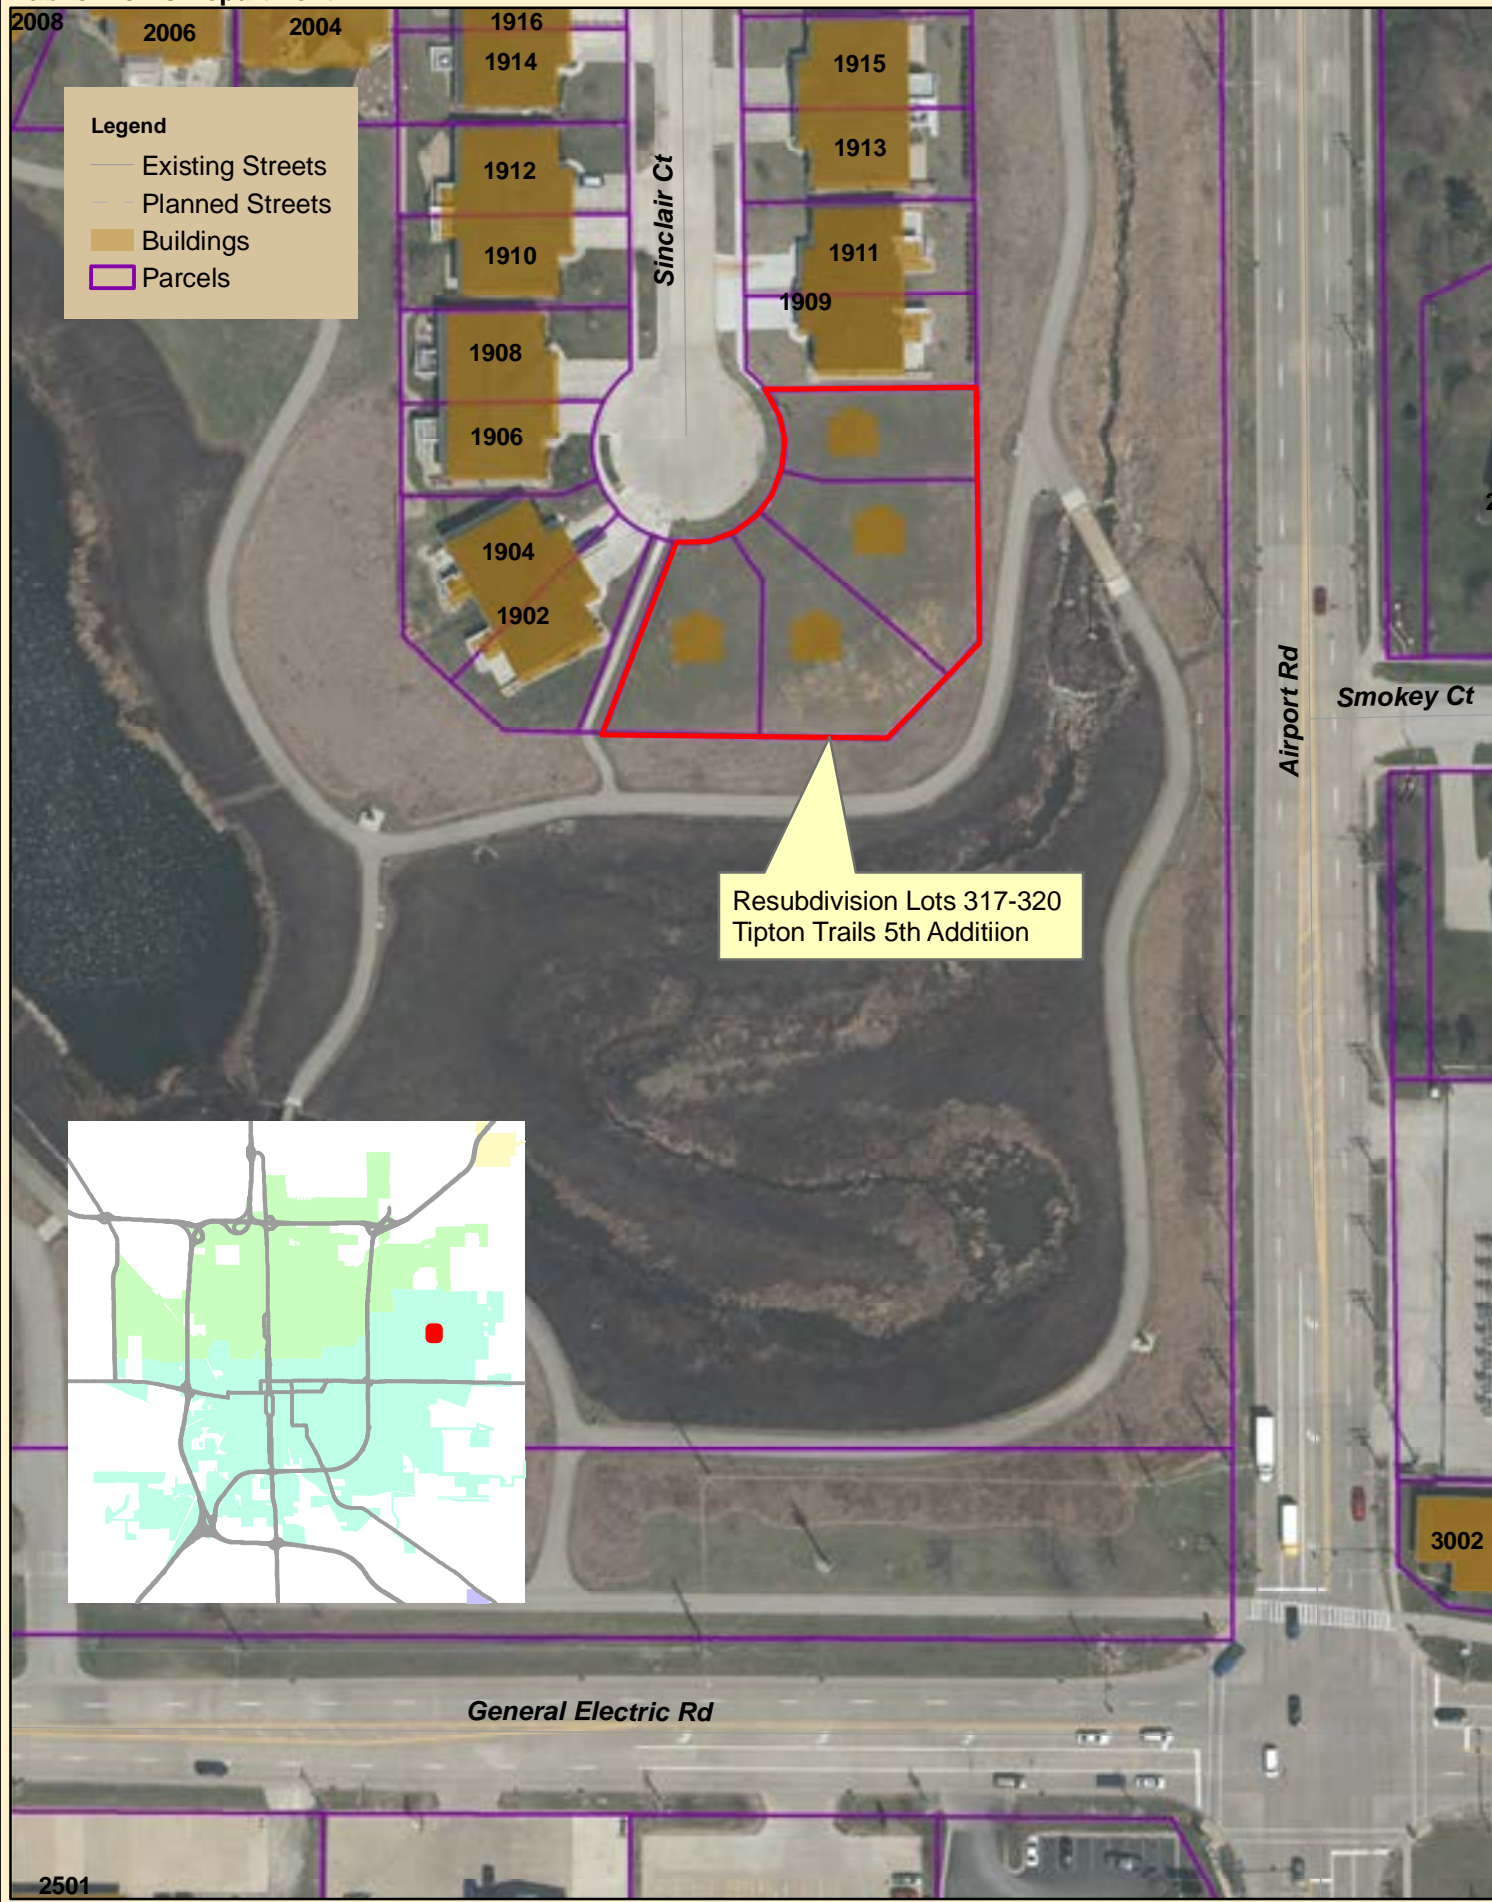 2008
2006
2004
1916
1914
1915
Legend
Existing Streets
Planned Streets
Buildings
Parcels
1912
1913
Sinclair Ct
1910
1911
1909
1908
1906
1904
1902
Airport Rd
Smokey Ct
Resubdivision Lots 317-320
Tipton Trails 5th Additiion
3002
General Electric Rd
2501